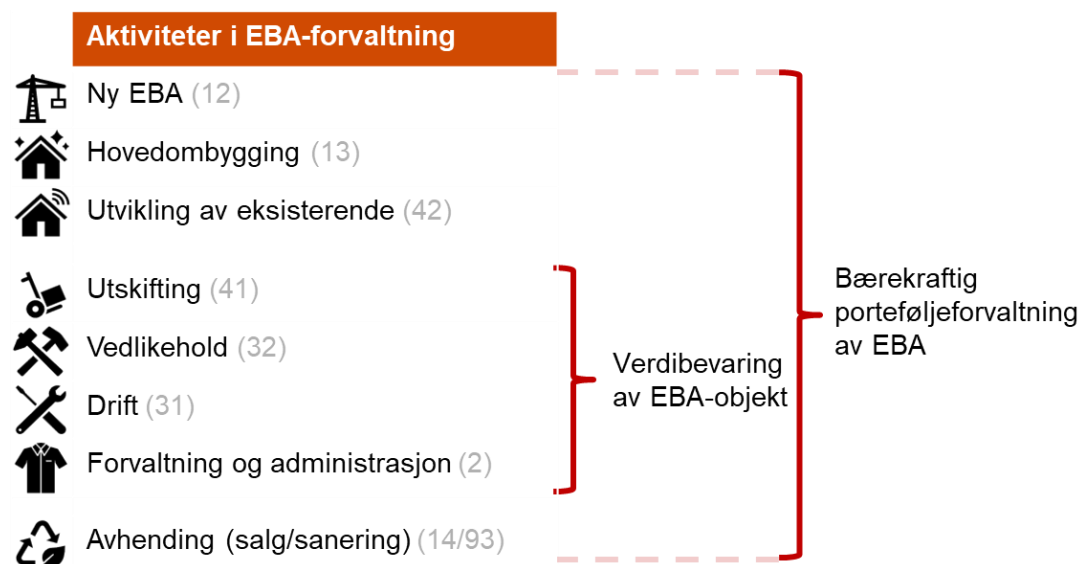 Aktiviteter i EBA-forvaltning
Ny EBA (12)
Hovedombygging (13)
Utvikling av eksisterende (42)
Utskifting (41)
Vedlikehold (32)
Drift (31)
Forvaltning og administrasjon (2)
Avhending (salg/sanering) (14/93)
Verdibevaring
av EBA-objekt
Bærekraftig
porteføljeforvaltning
av EBA